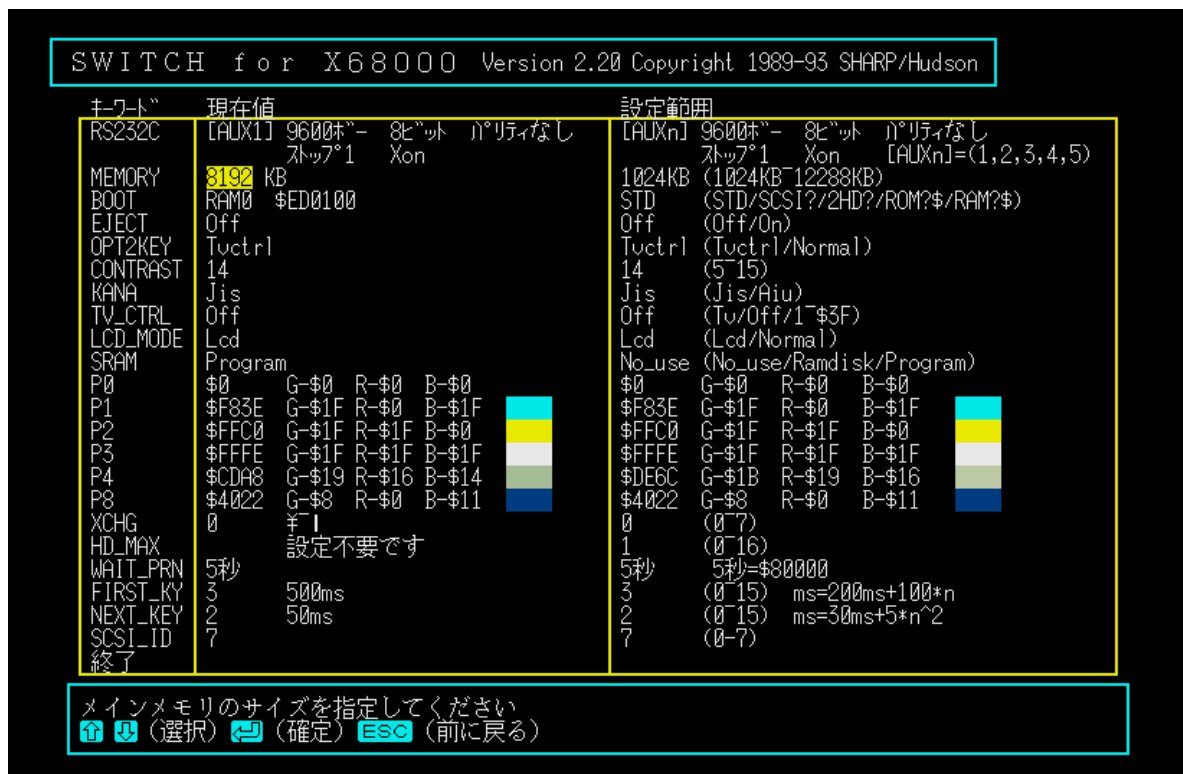 SWITCH for X68000 Version 2.20 Copyright 1989-93 SHARP/Hudson
ｷｰﾜｰﾄﾞ 現在値 設定範囲
RS232C [AUX1] 9600ﾎﾞｰ 8ﾋﾞｯﾄ ﾊﾟﾘﾃｨなし [AUXn] 9600ﾎﾞｰ 8ﾋﾞｯﾄ ﾊﾟﾘﾃｨなし
ｽﾄｯﾌﾟ1 Xon ｽﾄｯﾌﾟ1 Xon [AUXn]=(1,2,3,4,5)
MEMORY 8192 KB 1024KB (1024KB‾12288KB)
BOOT RAM0 $ED0100 STD (STD/SCSI?/2HD?/ROM?$/RAM?$)
EJECT Off Off (Off/On)
OPT2KEY Tvctrl Tvctrl (Tvctrl/Normal)
CONTRAST 14 14 (5‾15)
KANA Jis Jis (Jis/Aiu)
TV_CTRL Off Off (Tv/Off/1‾$3F)
LCD_MODE Lcd Lcd (Lcd/Normal)
SRAM Program No_use (No_use/Ramdisk/Program)
P0 $0 G-$0 R-$0 B-$0 $0 G-$0 R-$0 B-$0
P1 $F83E G-$1F R-$0 B-$1F $F83E G-$1F R-$0 B-$1F
P2 $FFC0 G-$1F R-$1F B-$0 $FFC0 G-$1F R-$1F B-$0
P3 $FFFE G-$1F R-$1F B-$1F $FFFE G-$1F R-$1F B-$1F
P4 $CDA8 G-$19 R-$16 B-$14 $DE6C G-$1B R-$19 B-$16
P8 $4022 G-$8 R-$0 B-$11 $4022 G-$8 R-$0 B-$11
XCHG 0 ¥‾| 0 (0‾7)
HD_MAX 設定不要です 1 (0‾16)
WAIT_PRN 5秒 5秒 5秒=$80000
FIRST_KY 3 500ms 3 (0‾15) ms=200ms+100*n
NEXT_KEY 2 50ms 2 (0‾15) ms=30ms+5*n^2
SCSI_ID 7 7 (0-7)
終了
メインメモリのサイズを指定してください
⇧ ⇩ (選択) ⏎ (確定) ESC (前に戻る)